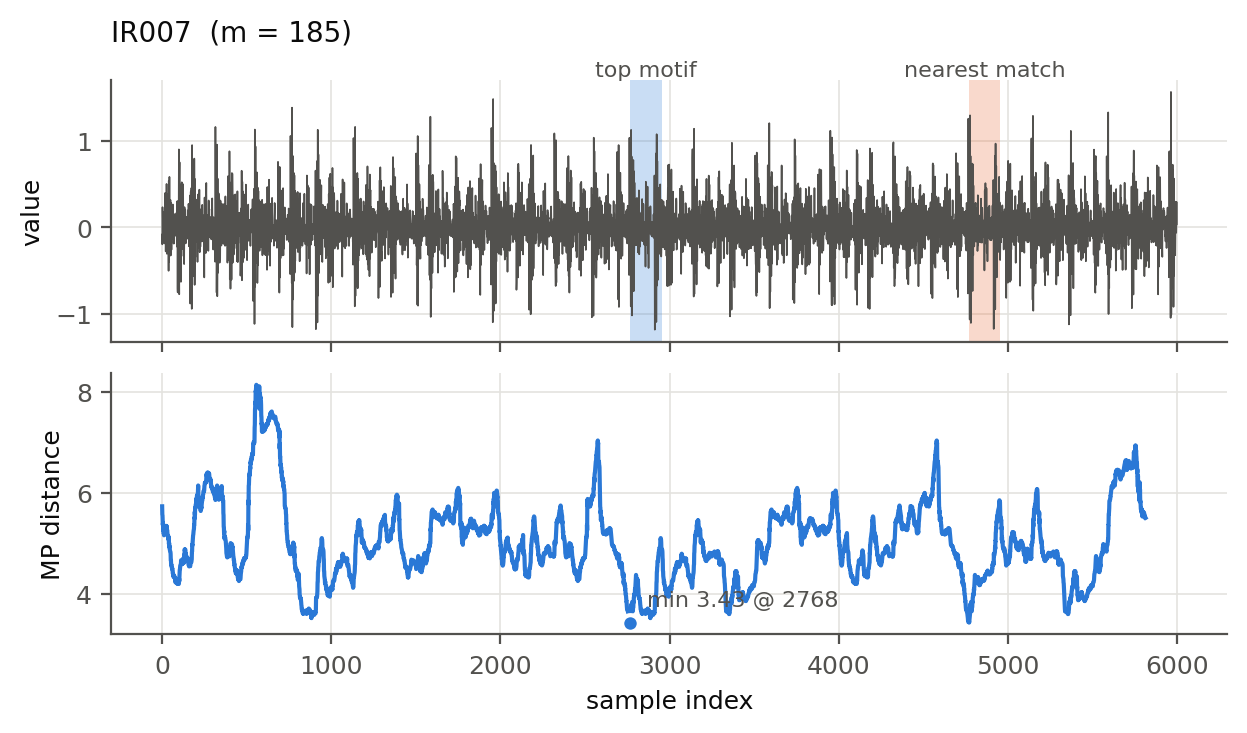 IR007  (m = 185)
top motif
nearest match
value
1
0
−1
MP distance
8
6
4
min 3.43 @ 2768
0
1000
2000
3000
4000
5000
6000
sample index